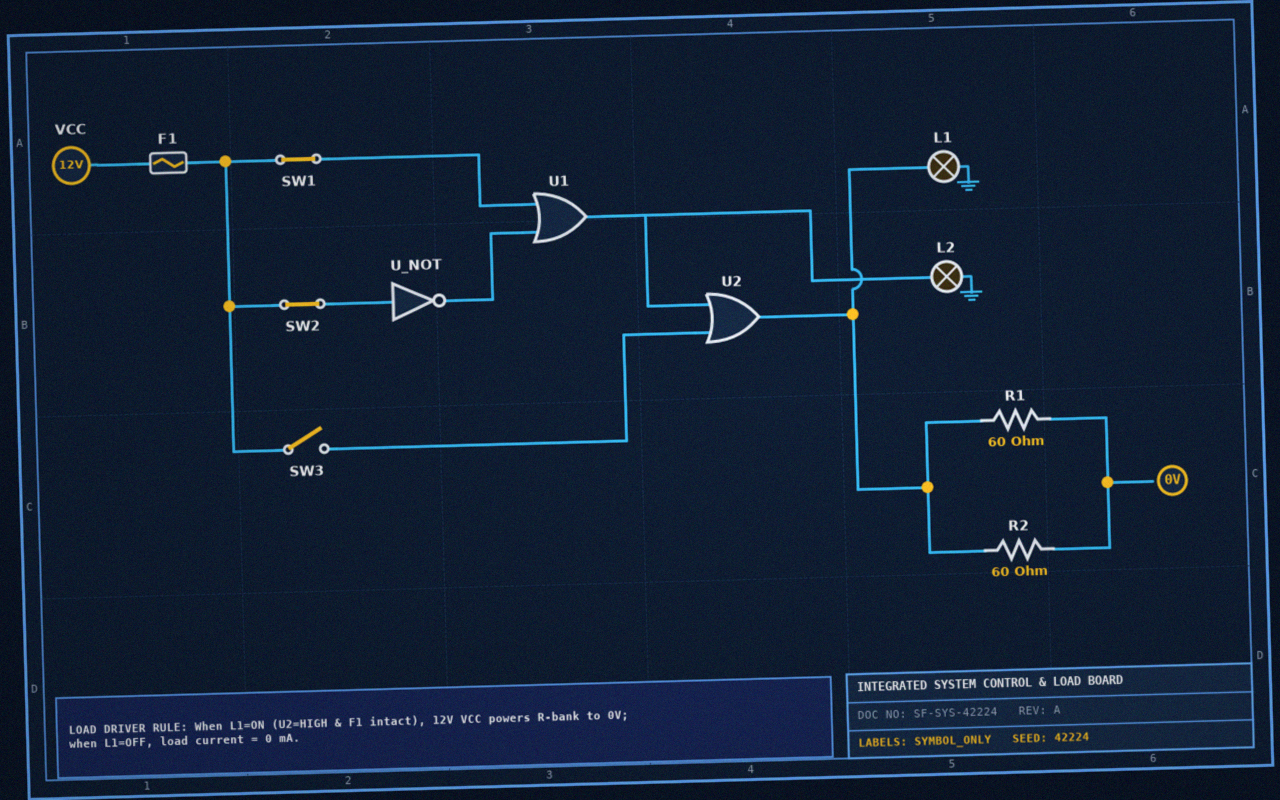 1 2 3 4 5 6
A A
VCC
12V
F1
SW1
U1
L1
U_NOT
L2
U2
B B
SW2
SW3
R1
60 Ohm
C C
0V
R2
60 Ohm
D D
LOAD DRIVER RULE: When L1=ON (U2=HIGH & F1 intact), 12V VCC powers R-bank to 0V;
when L1=OFF, load current = 0 mA.
INTEGRATED SYSTEM CONTROL & LOAD BOARD
DOC NO: SF-SYS-42224 REV: A
LABELS: SYMBOL_ONLY SEED: 42224
1 2 3 4 5 6